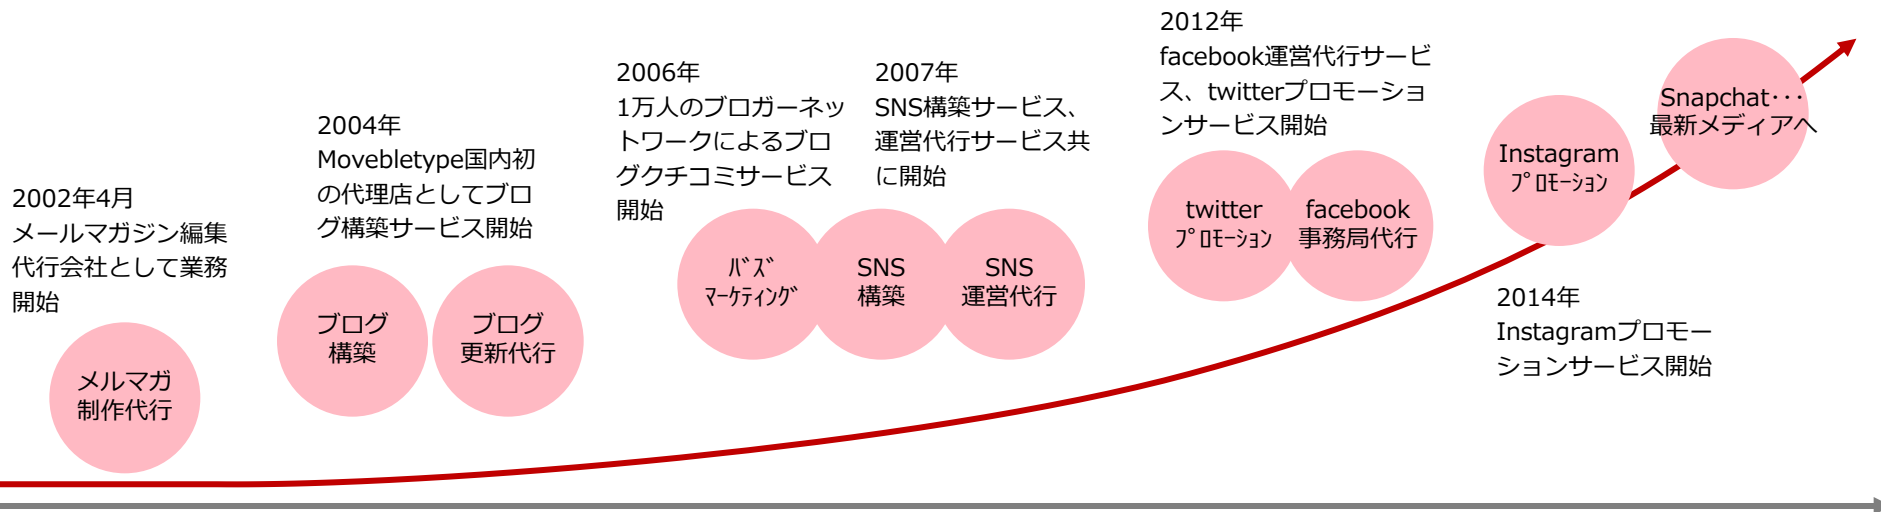 2002年4月
メールマガジン編集
代行会社として業務
開始
メルマガ
制作代行
2004年
Movebletype国内初
の代理店としてブロ
グ構築サービス開始
ブログ
構築
ブログ
更新代行
2006年
1万人のブロガーネッ
トワークによるブロ
グクチコミサービス
開始
ﾊﾞｽﾞ
ﾏｰｹﾃｨﾝｸﾞ
2007年
SNS構築サービス、
運営代行サービス共
に開始
SNS
構築
SNS
運営代行
2012年
facebook運営代行サービ
ス、twitterプロモーショ
ンサービス開始
twitter
ﾌﾟﾛﾓｰｼｮﾝ
facebook
事務局代行
Instagram
ﾌﾟﾛﾓｰｼｮﾝ
2014年
Instagramプロモー
ションサービス開始
Snapchat･･･
最新メディアへ